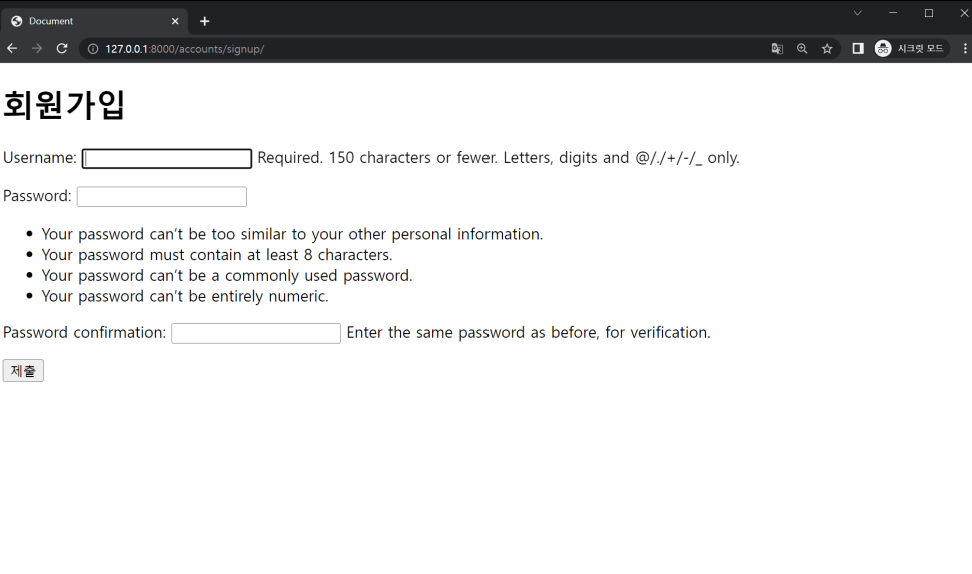 Document
127.0.0.1:8000/accounts/signup/
시크릿 모드
회원가입
Username: Required. 150 characters or fewer. Letters, digits and @/./+/-/_ only.
Password:
Your password can't be too similar to your other personal information.
Your password must contain at least 8 characters.
Your password can't be a commonly used password.
Your password can't be entirely numeric.
Password confirmation: Enter the same password as before, for verification.
제출